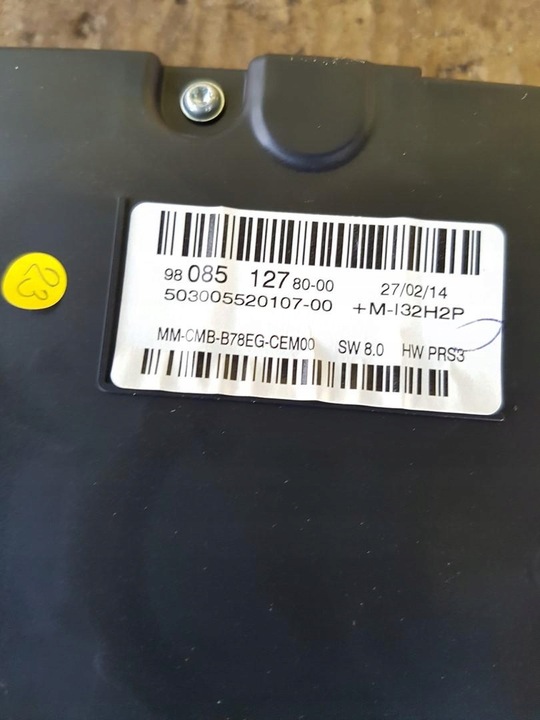 98 085 127 80-00 27/02/14
503005520107-00 +M-I32H2P
MM-CMB-B78EG-CEM00 SW 8.0 HW PRS3
23